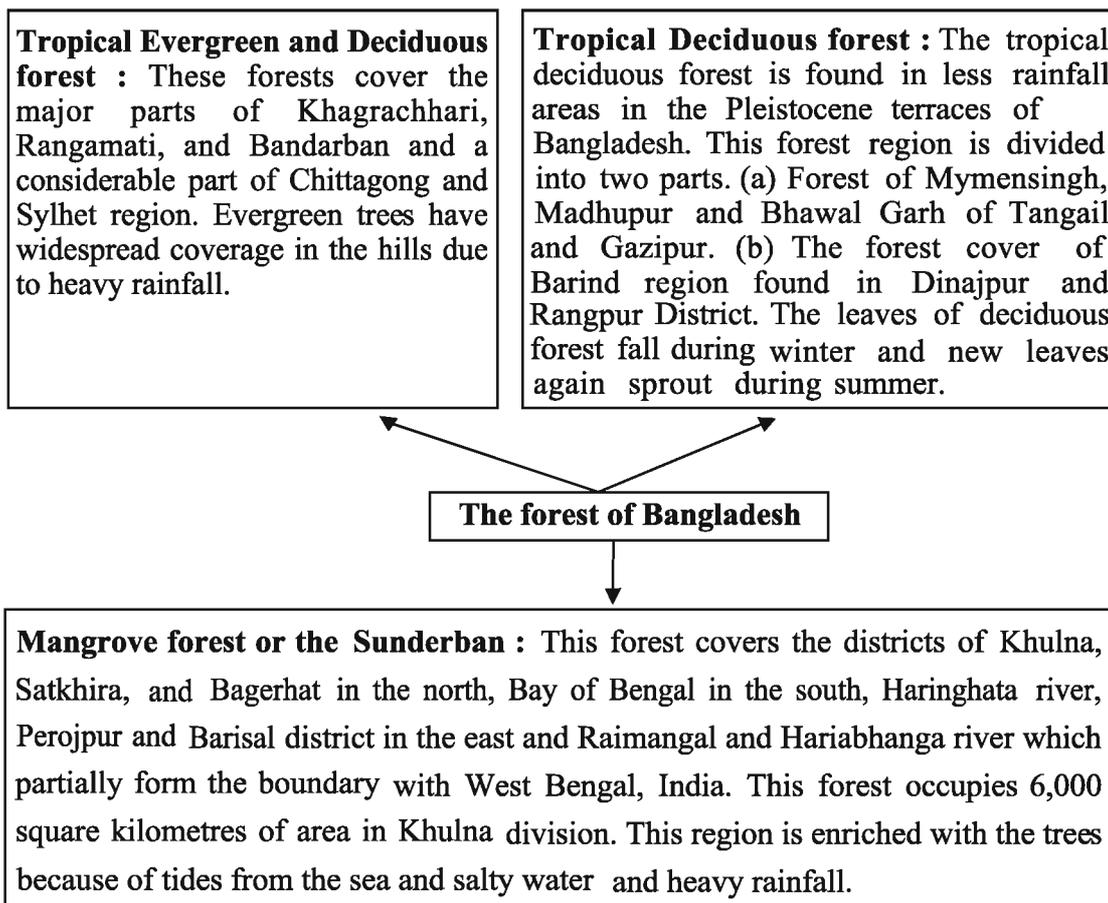 Tropical Evergreen and Deciduous
forest : These forests cover the
major parts of Khagrachhari,
Rangamati, and Bandarban and a
considerable part of Chittagong and
Sylhet region. Evergreen trees have
widespread coverage in the hills due
to heavy rainfall.
Tropical Deciduous forest : The tropical
deciduous forest is found in less rainfall
areas in the Pleistocene terraces of
Bangladesh. This forest region is divided
into two parts. (a) Forest of Mymensingh,
Madhupur and Bhawal Garh of Tangail
and Gazipur. (b) The forest cover of
Barind region found in Dinajpur and
Rangpur District. The leaves of deciduous
forest fall during winter and new leaves
again sprout during summer.
The forest of Bangladesh
Mangrove forest or the Sunderban : This forest covers the districts of Khulna,
Satkhira, and Bagerhat in the north, Bay of Bengal in the south, Haringhata river,
Perojpur and Barisal district in the east and Raimangal and Hariabhanga river which
partially form the boundary with West Bengal, India. This forest occupies 6,000
square kilometres of area in Khulna division. This region is enriched with the trees
because of tides from the sea and salty water and heavy rainfall.